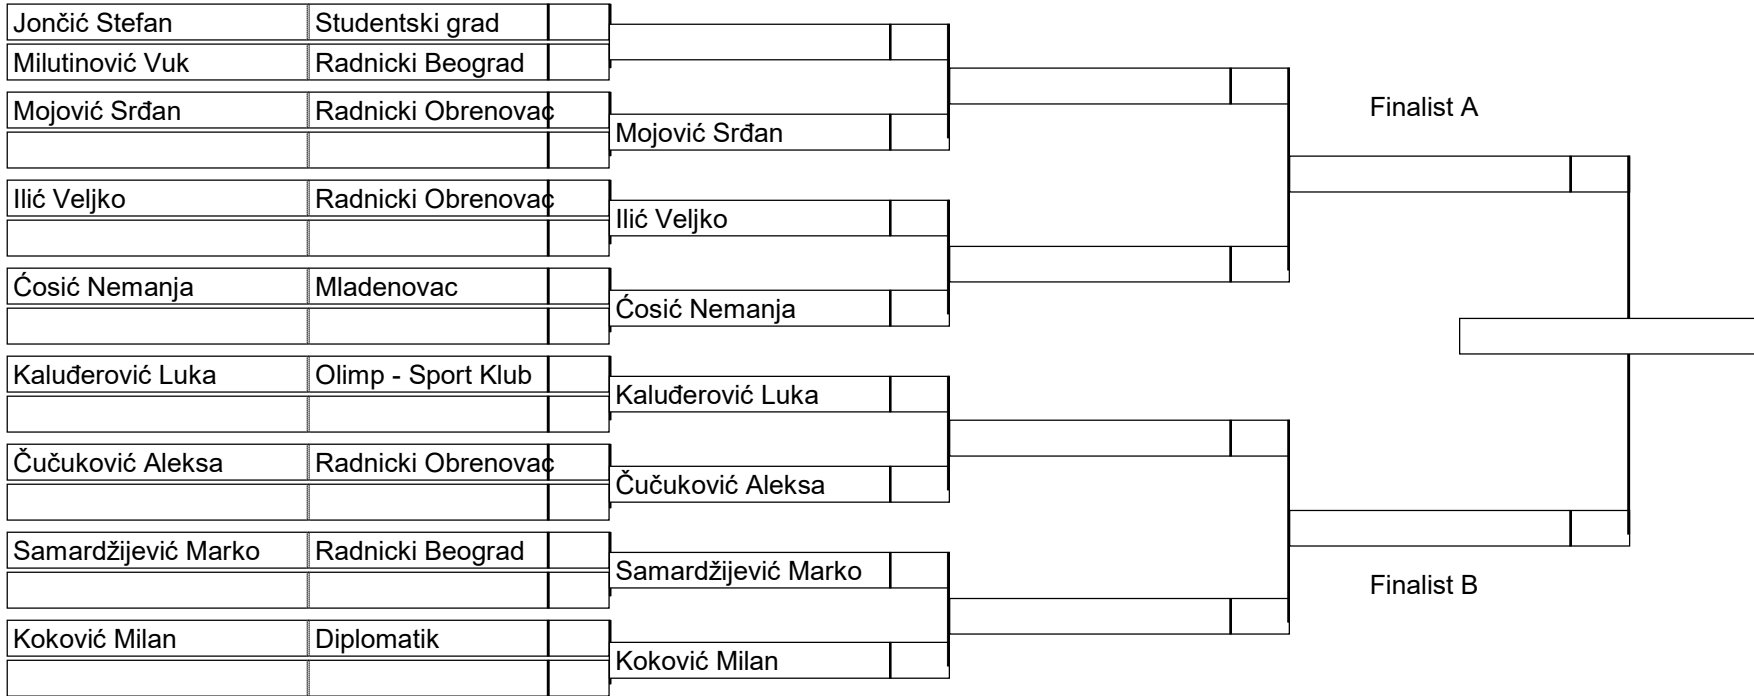 Jončić Stefan Studentski grad
Milutinović Vuk Radnicki Beograd
Mojović Srđan Radnicki Obrenovac
Finalist A
Mojović Srđan
Ilić Veljko Radnicki Obrenovac
Ilić Veljko
Ćosić Nemanja Mladenovac
Ćosić Nemanja
Kaluđerović Luka Olimp - Sport Klub
Kaluđerović Luka
Čučuković Aleksa Radnicki Obrenovac
Čučuković Aleksa
Samardžijević Marko Radnicki Beograd
Samardžijević Marko
Finalist B
Koković Milan Diplomatik
Koković Milan